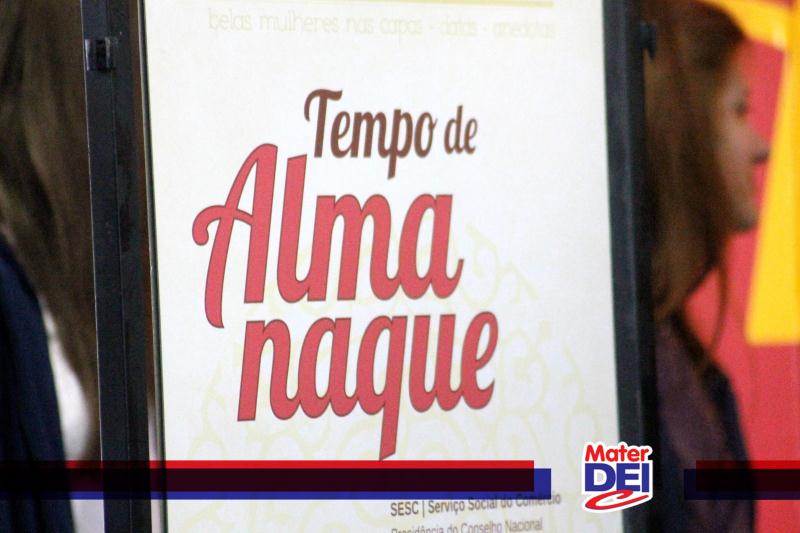 belas mulheres nas capas - datas - anedotas
Tempo de
Alma
naque
Mater
DEI
SESC | Serviço Social do Comércio
Presidência do Conselho Nacional